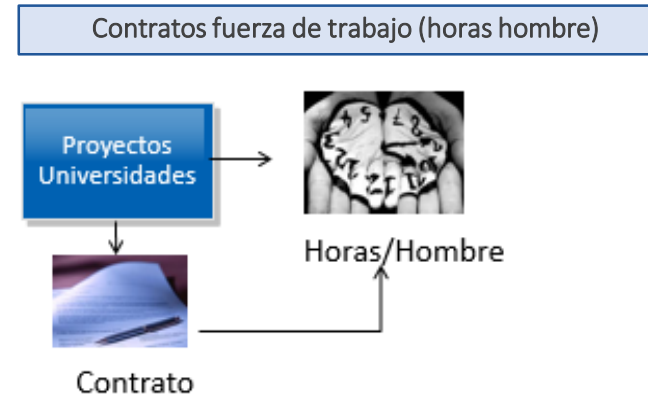 Contratos fuerza de trabajo (horas hombre)
Proyectos
Universidades
Horas/Hombre
Contrato